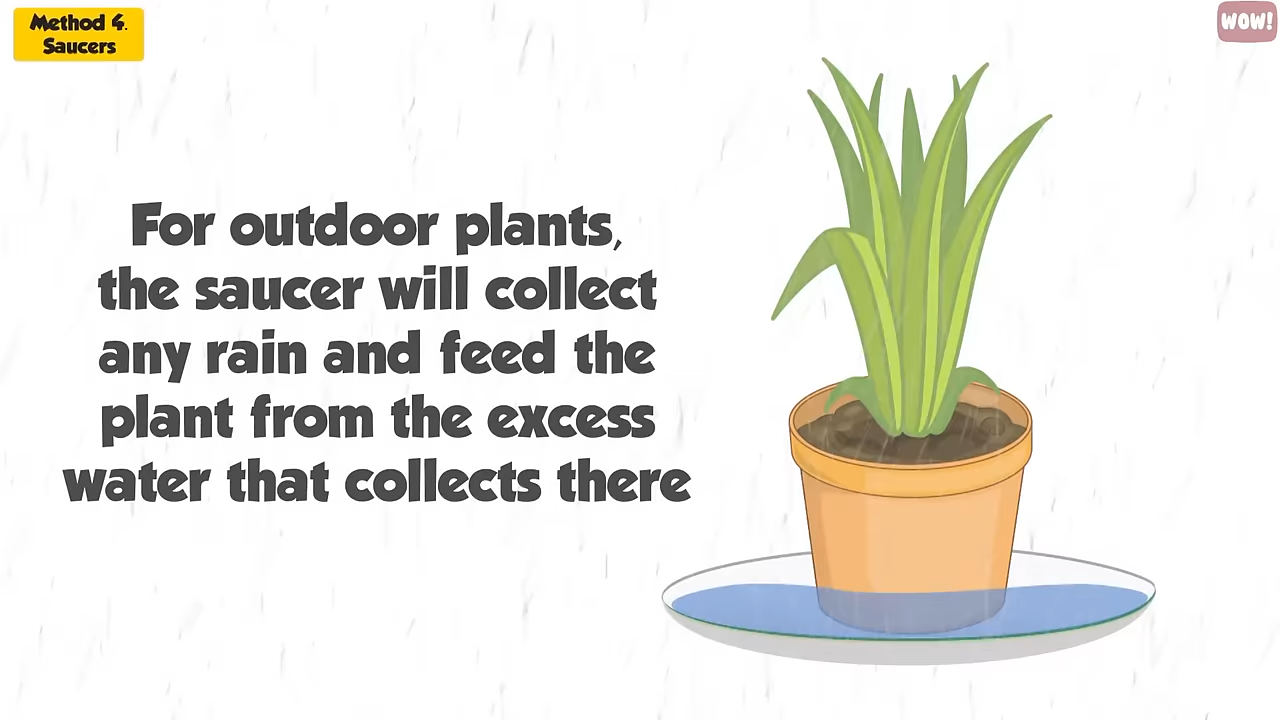 Method 4.
Saucers
WOW!
For outdoor plants,
the saucer will collect
any rain and feed the
plant from the excess
water that collects there